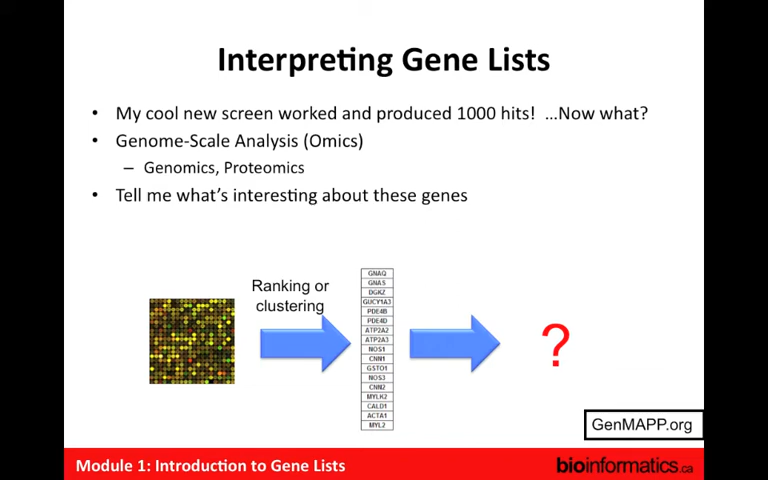 Interpreting Gene Lists
• My cool new screen worked and produced 1000 hits! …Now what?
• Genome-Scale Analysis (Omics)
– Genomics, Proteomics
• Tell me what's interesting about these genes
Ranking or
clustering
GNAQ
GNAS
DGKZ
GUCY1A3
PDE4B
PDE4D
ATP2A2
ATP2A3
NOS1
CNN1
GSTO1
NOS3
CNN2
MYLK2
CALD1
ACTA1
MYL2
?
GenMAPP.org
Module 1: Introduction to Gene Lists
bioinformatics.ca